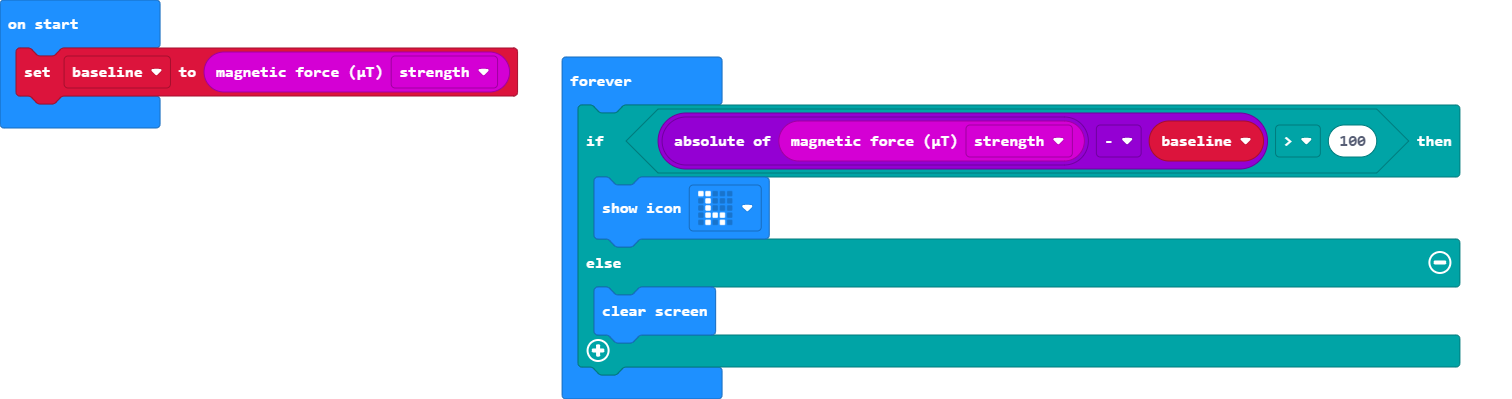 on start
set baseline to magnetic force (µT) strength
forever
if absolute of magnetic force (µT) strength - baseline > 100 then
show icon
else
clear screen